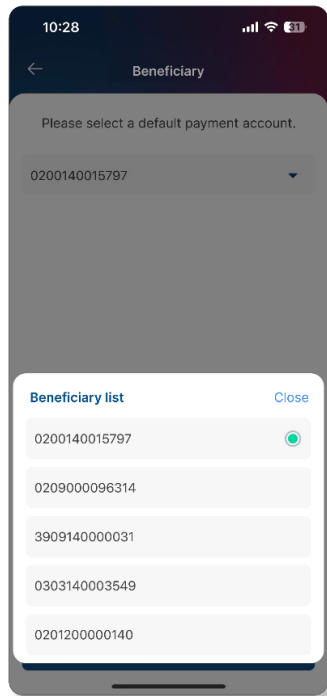 10:28
31
Beneficiary
Please select a default payment account.
0200140015797
Beneficiary list
Close
0200140015797
0209000096314
3909140000031
0303140003549
0201200000140